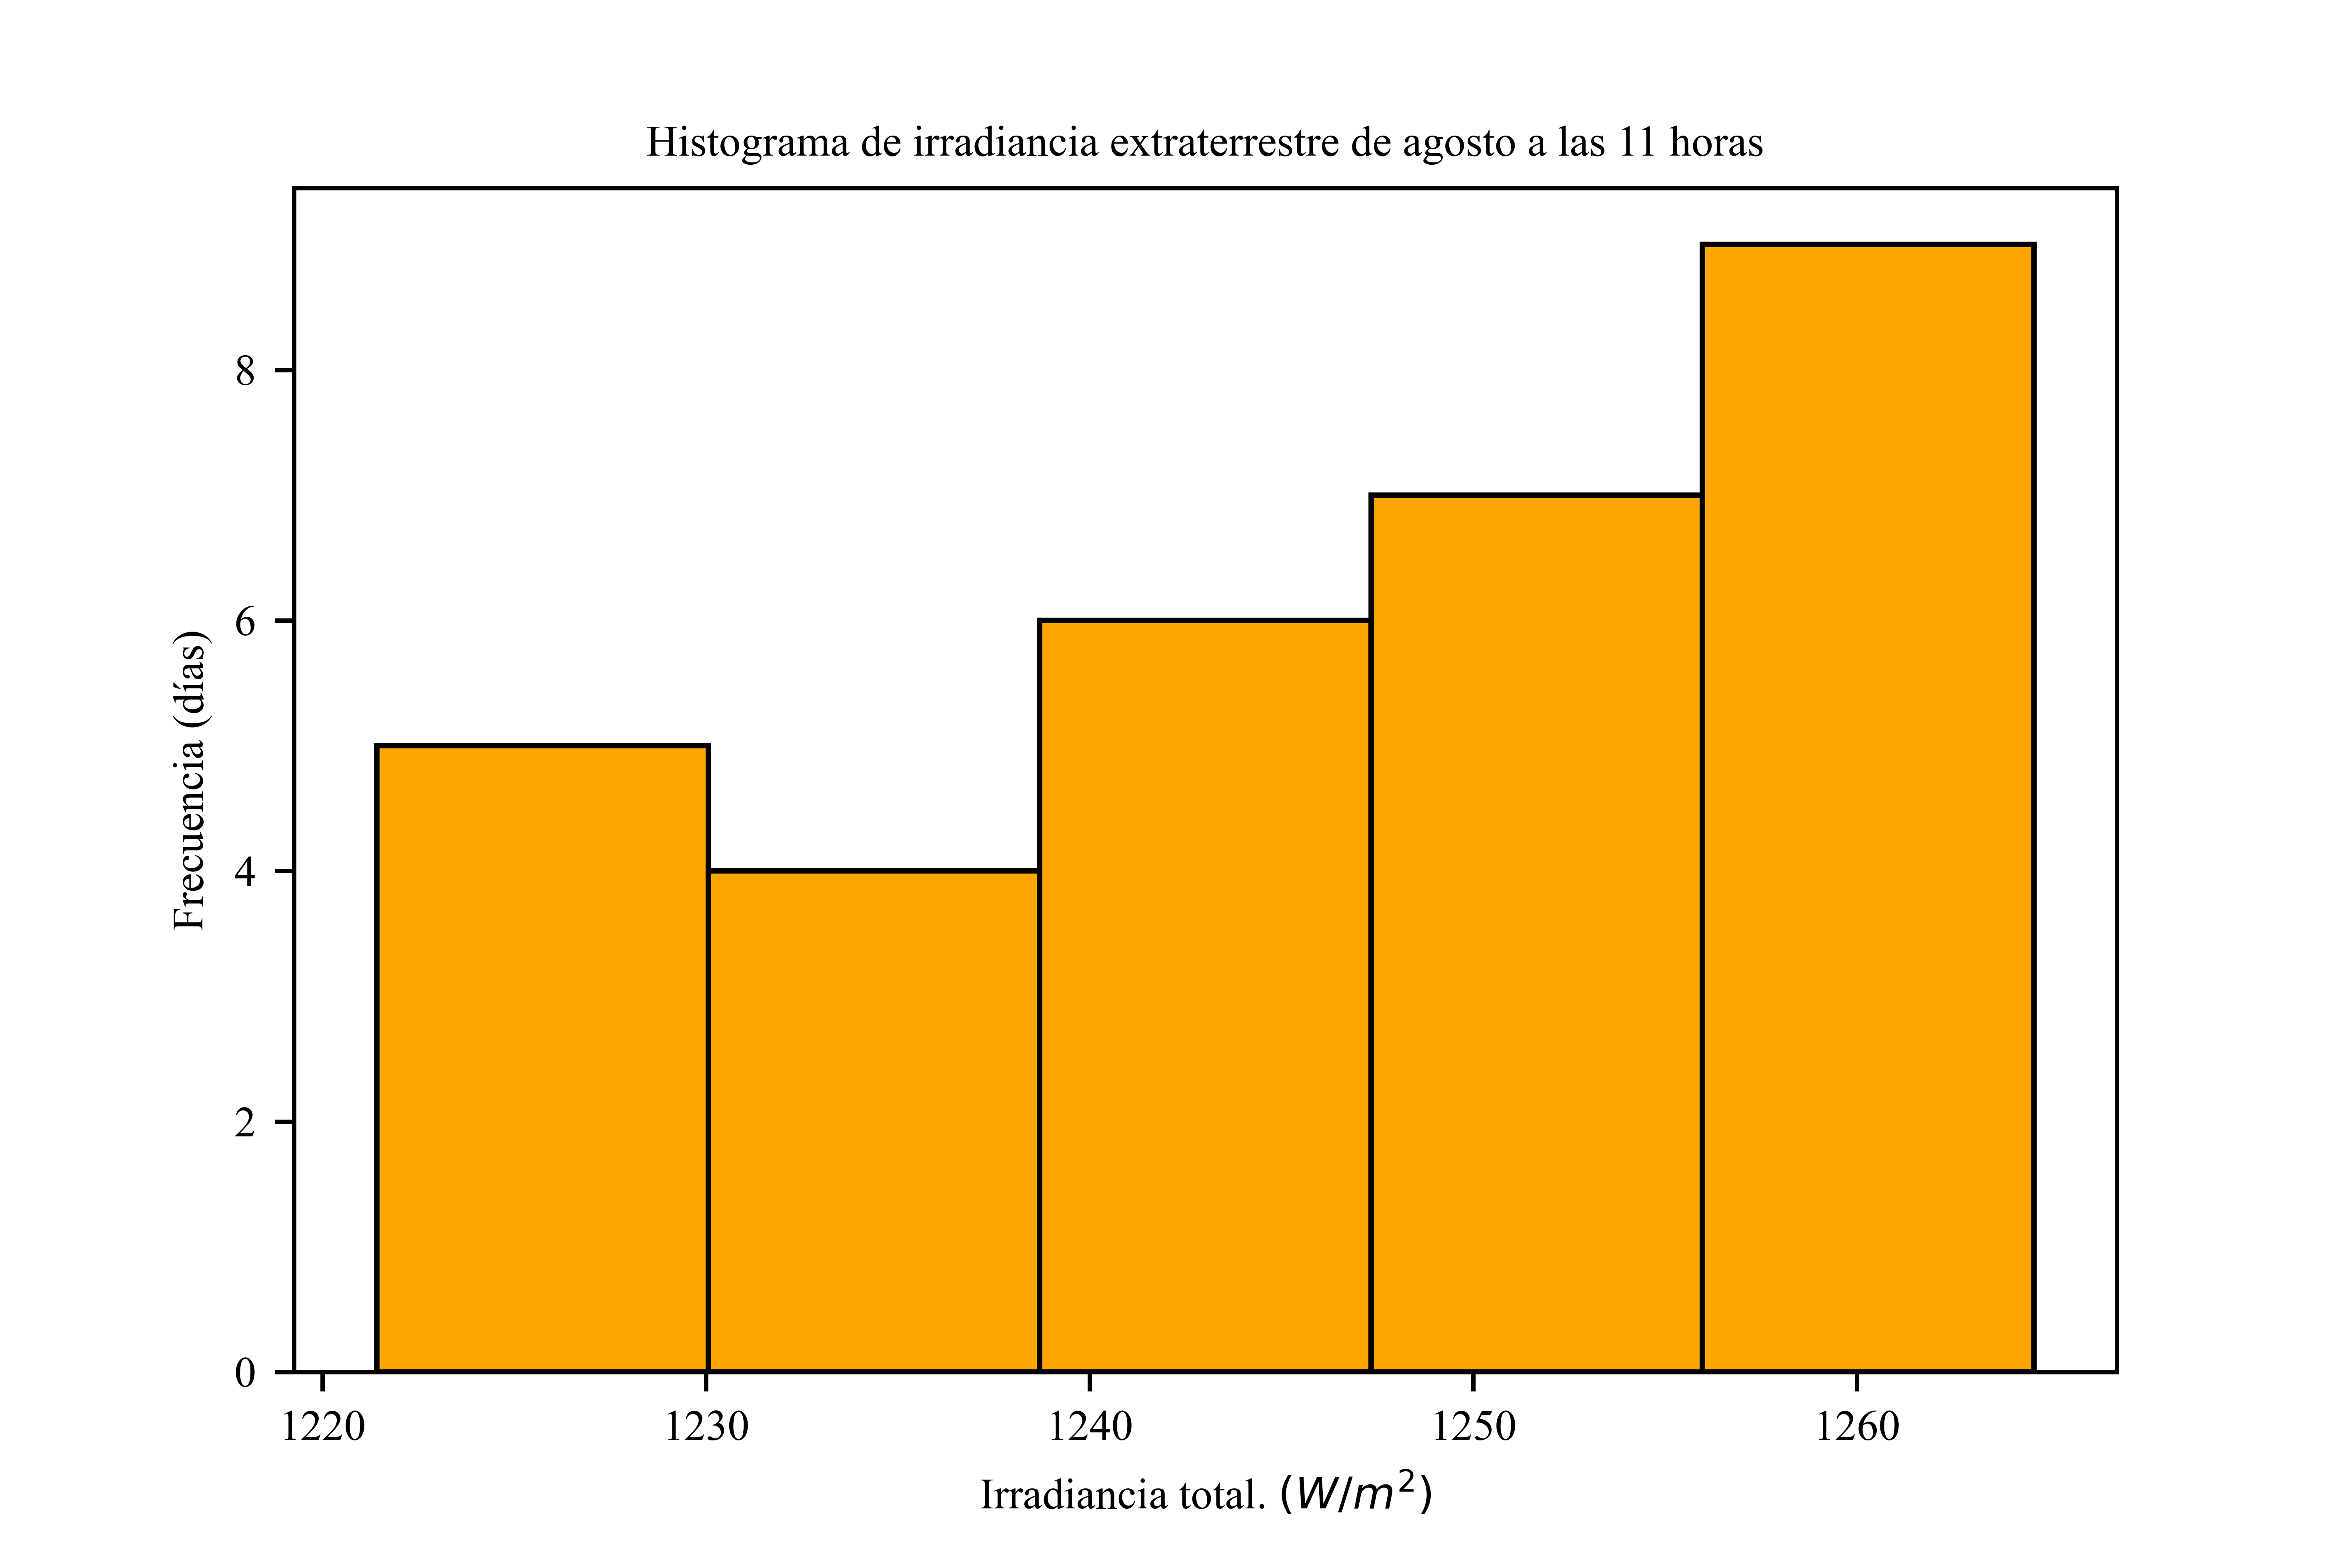 Histograma de irradiancia extraterrestre de agosto a las 11 horas
Frecuencia (días)
8
6
4
2
0
1220 1230 1240 1250 1260
Irradiancia total. (W/m²)